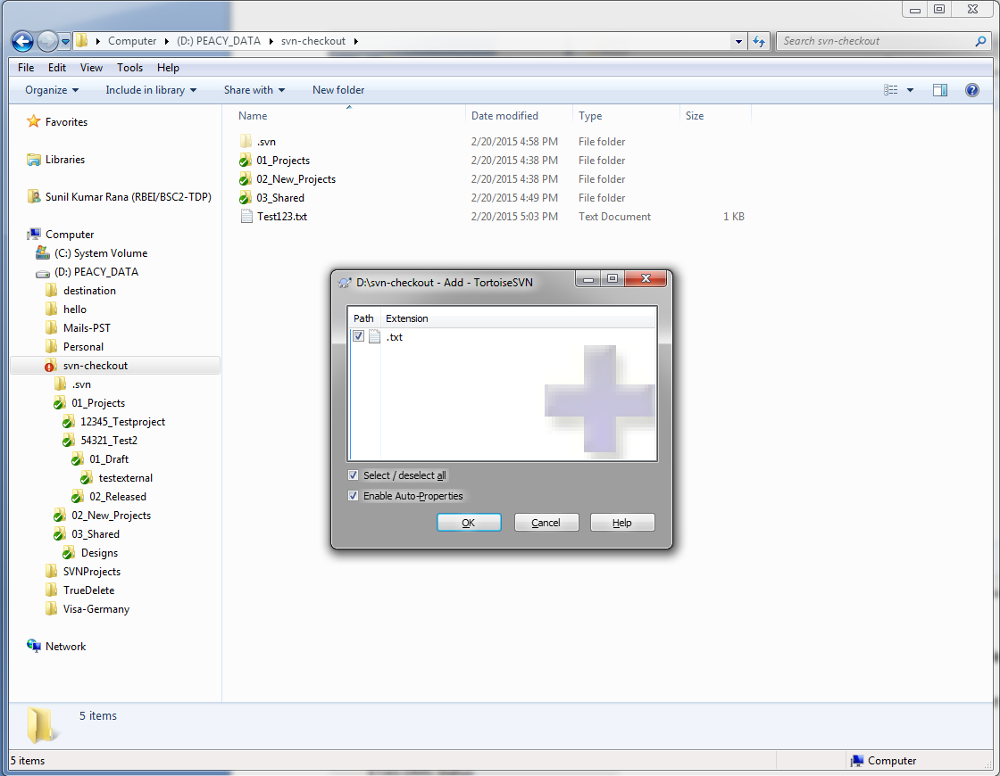 Computer (D:) PEACY_DATA svn-checkout Search svn-checkout
File Edit View Tools Help
Organize Include in library Share with New folder
Name Date modified Type Size
.svn 2/20/2015 4:58 PM File folder
01_Projects 2/20/2015 4:38 PM File folder
02_New_Projects 2/20/2015 4:38 PM File folder
03_Shared 2/20/2015 4:49 PM File folder
Test123.txt 2/20/2015 5:03 PM Text Document 1 KB
Favorites
Libraries
Sunil Kumar Rana (RBEI/BSC2-TDP)
Computer
(C:) System Volume
(D:) PEACY_DATA
destination
hello
Mails-PST
Personal
svn-checkout
.svn
01_Projects
12345_Testproject
54321_Test2
01_Draft
testexternal
02_Released
02_New_Projects
03_Shared
Designs
SVNProjects
TrueDelete
Visa-Germany
Network
D:\svn-checkout - Add - TortoiseSVN
Path Extension
.txt
Select / deselect all
Enable Auto-Properties
OK Cancel Help
5 items
5 items Computer